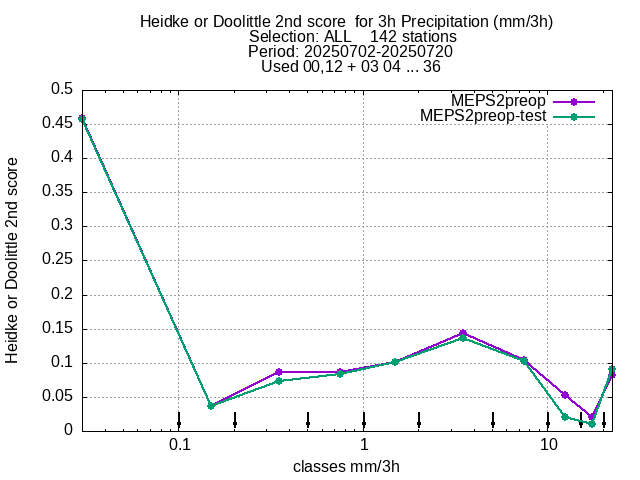 Heidke or Doolittle 2nd score  for 3h Precipitation (mm/3h)
Selection: ALL    142 stations
Period: 20250702-20250720
Used 00,12 + 03 04 ... 36
MEPS2preop
MEPS2preop-test
Heidke or Doolittle 2nd score
0.5
0.45
0.4
0.35
0.3
0.25
0.2
0.15
0.1
0.05
0
0.1
1
10
classes mm/3h